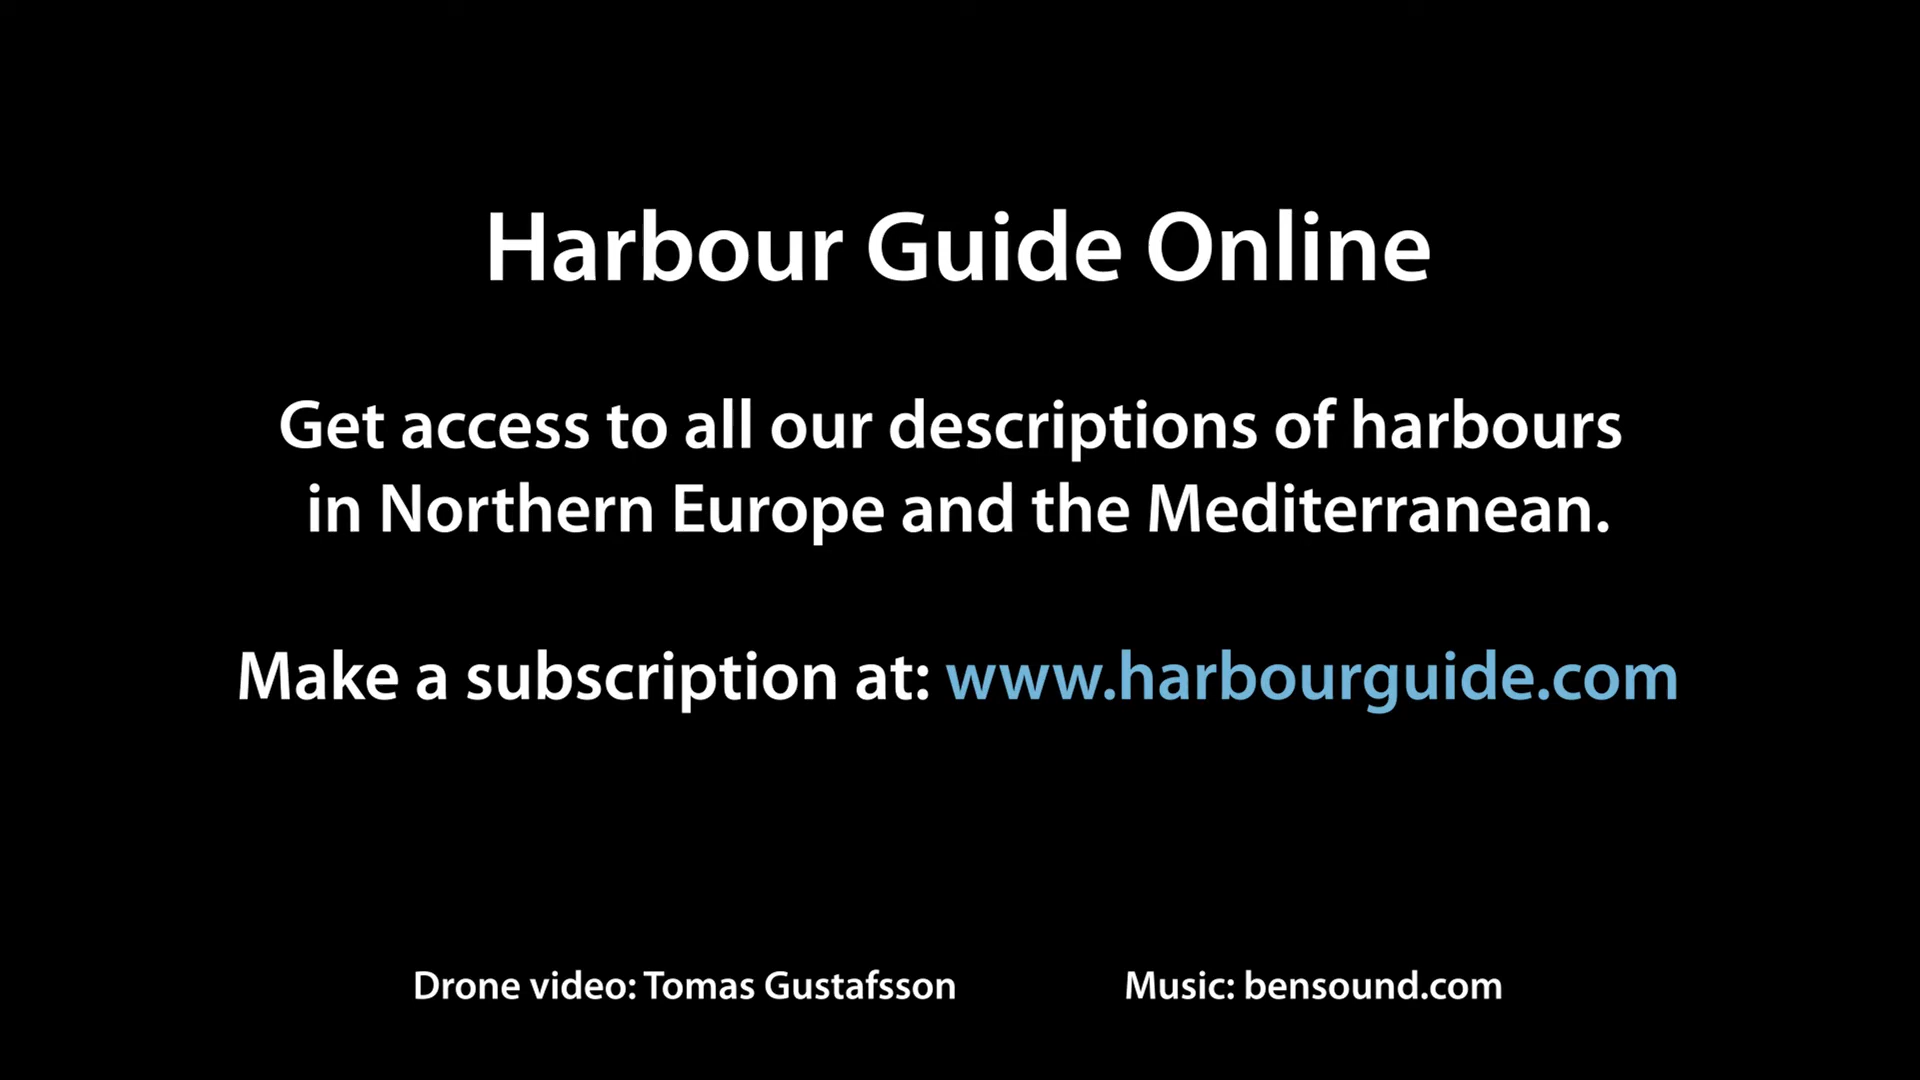 Harbour Guide Online
Get access to all our descriptions of harbours
in Northern Europe and the Mediterranean.
Make a subscription at: www.harbourguide.com
Drone video: Tomas Gustafsson
Music: bensound.com